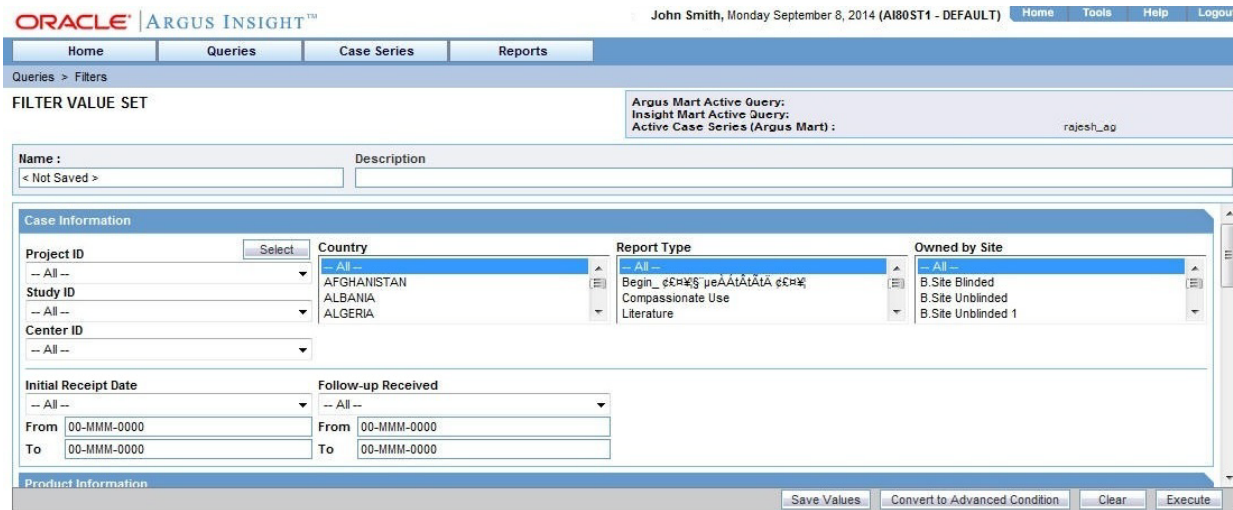 ORACLE® | ARGUS INSIGHT™
John Smith, Monday September 8, 2014 (AI80ST1 - DEFAULT) Home Tools Help Logou
Home Queries Case Series Reports
Queries > Filters
FILTER VALUE SET
Argus Mart Active Query:
Insight Mart Active Query:
Active Case Series (Argus Mart) : rajesh_ag
Name : Description
< Not Saved >
Case Information
Project ID Select Country Report Type Owned by Site
-- All -- -- All -- -- All -- -- All --
AFGHANISTAN Begin_ ¢£¤¥¦§¨µeÀÁtÂtÃtÄ ¢£¤¥¦ B.Site Blinded
Study ID ALBANIA Compassionate Use B.Site Unblinded
-- All -- ALGERIA Literature B.Site Unblinded 1
Center ID
-- All --
Initial Receipt Date Follow-up Received
-- All -- -- All --
From 00-MMM-0000 From 00-MMM-0000
To 00-MMM-0000 To 00-MMM-0000
Product Information
Save Values Convert to Advanced Condition Clear Execute